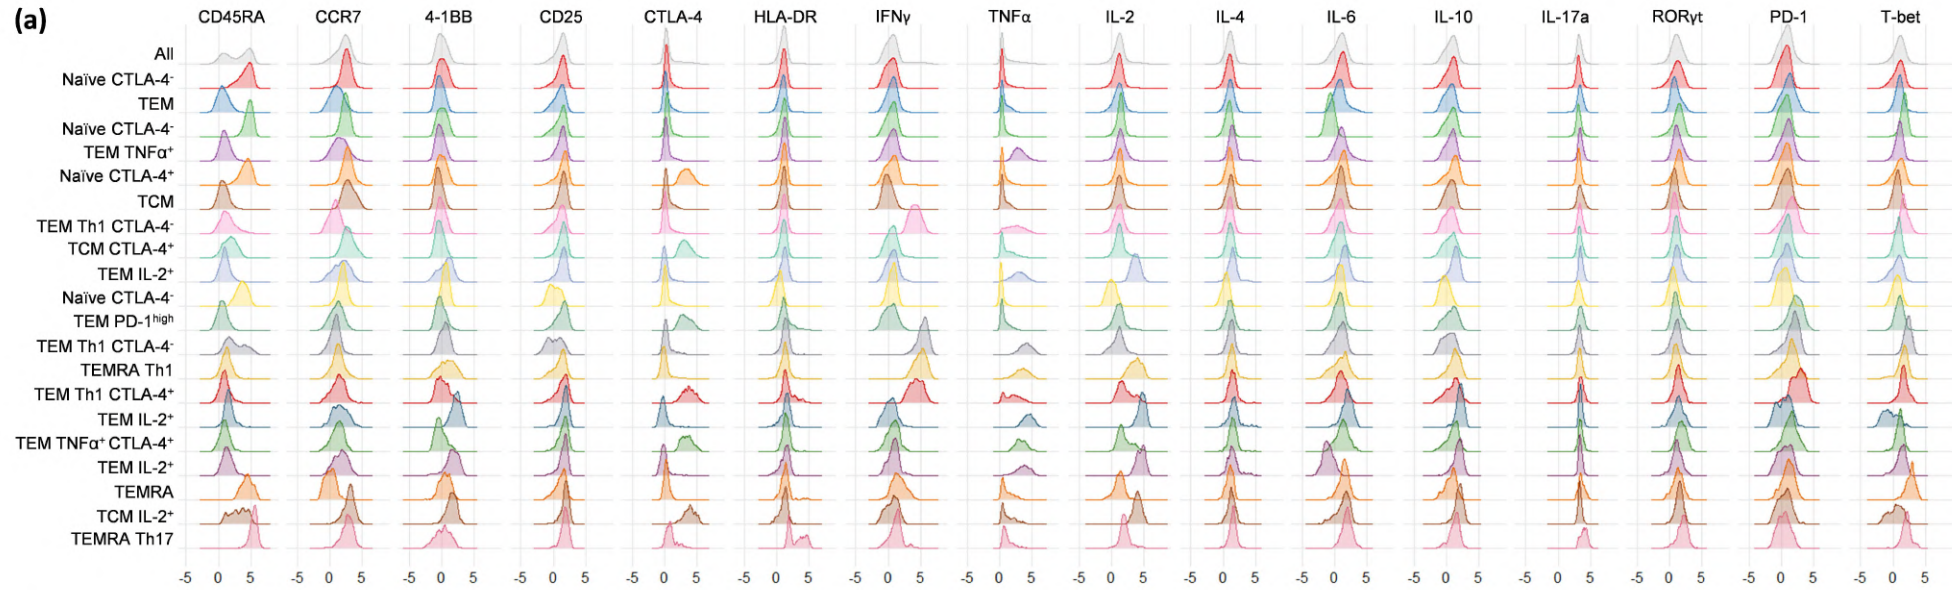 (a)
CD45RA CCR7 4-1BB CD25 CTLA-4 HLA-DR IFNγ TNFα IL-2 IL-4 IL-6 IL-10 IL-17a RORγt PD-1 T-bet
All
Naïve CTLA-4⁻
TEM
Naïve CTLA-4⁻
TEM TNFα⁺
Naïve CTLA-4⁺
TCM
TEM Th1 CTLA-4⁻
TCM CTLA-4⁺
TEM IL-2⁺
Naïve CTLA-4⁻
TEM PD-1ʰⁱᵍʰ
TEM Th1 CTLA-4⁻
TEMRA Th1
TEM Th1 CTLA-4⁺
TEM IL-2⁺
TEM TNFα⁺ CTLA-4⁺
TEM IL-2⁺
TEMRA
TCM IL-2⁺
TEMRA Th17
-5 0 5 -5 0 5 -5 0 5 -5 0 5 -5 0 5 -5 0 5 -5 0 5 -5 0 5 -5 0 5 -5 0 5 -5 0 5 -5 0 5 -5 0 5 -5 0 5 -5 0 5 -5 0 5